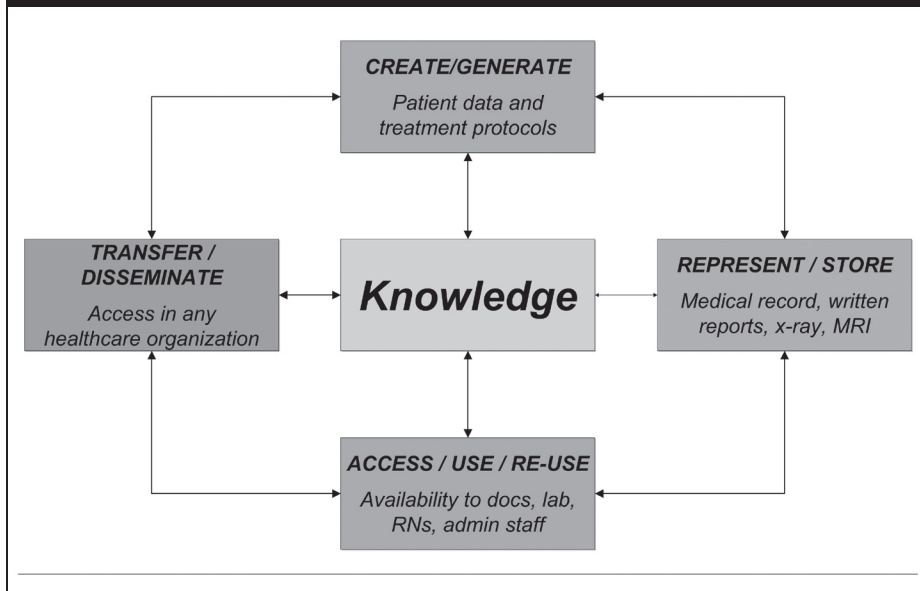 CREATE/GENERATE
Patient data and
treatment protocols
TRANSFER /
DISSEMINATE
Access in any
healthcare organization
Knowledge
REPRESENT / STORE
Medical record, written
reports, x-ray, MRI
ACCESS / USE / RE-USE
Availability to docs, lab,
RNs, admin staff